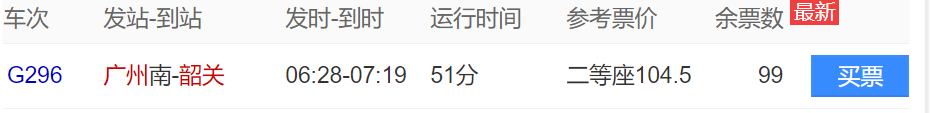 车次 发站-到站 发时-到时 运行时间 参考票价 余票数 最新
G296 广州南-韶关 06:28-07:19 51分 二等座104.5 99 买票